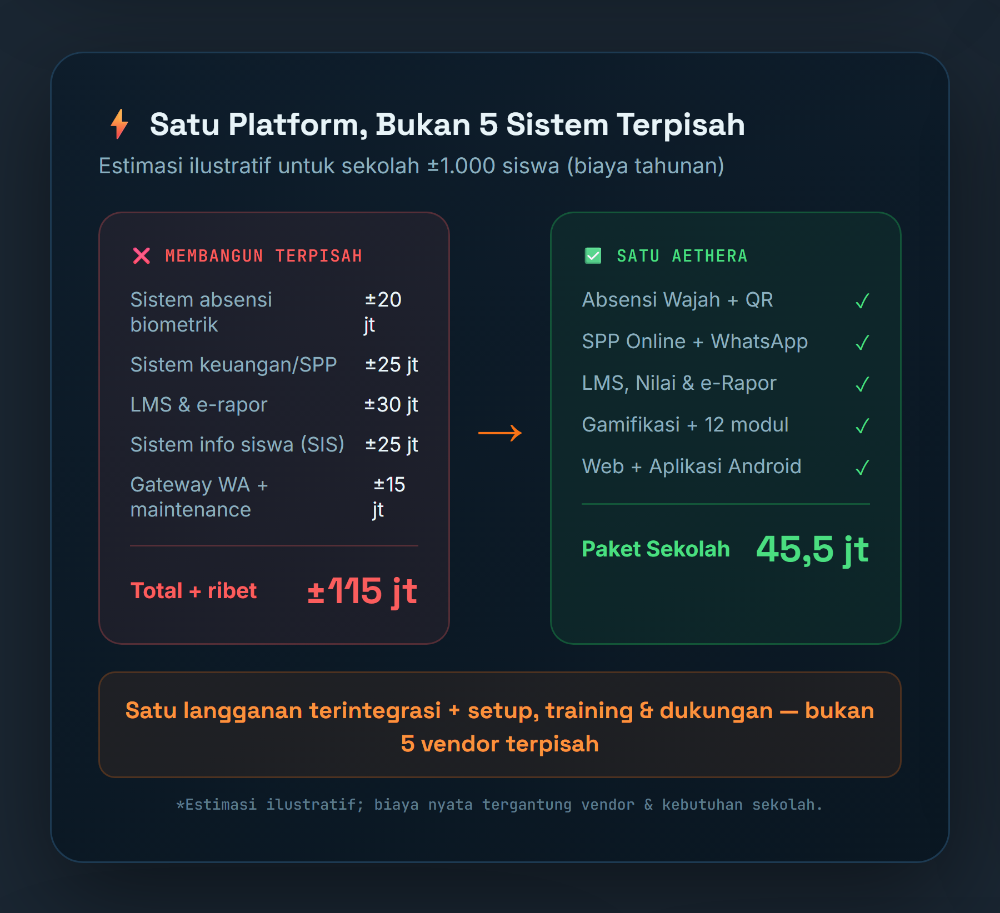 ⚡ Satu Platform, Bukan 5 Sistem Terpisah
Estimasi ilustratif untuk sekolah ±1.000 siswa (biaya tahunan)
❌ MEMBANGUN TERPISAH
Sistem absensi ±20
biometrik jt
Sistem keuangan/SPP ±25 jt
LMS & e-rapor ±30 jt
Sistem info siswa (SIS) ±25 jt
Gateway WA + ±15
maintenance jt
Total + ribet ±115 jt
→
✅ SATU AETHERA
Absensi Wajah + QR ✓
SPP Online + WhatsApp ✓
LMS, Nilai & e-Rapor ✓
Gamifikasi + 12 modul ✓
Web + Aplikasi Android ✓
Paket Sekolah 45,5 jt
Satu langganan terintegrasi + setup, training & dukungan — bukan
5 vendor terpisah
*Estimasi ilustratif; biaya nyata tergantung vendor & kebutuhan sekolah.